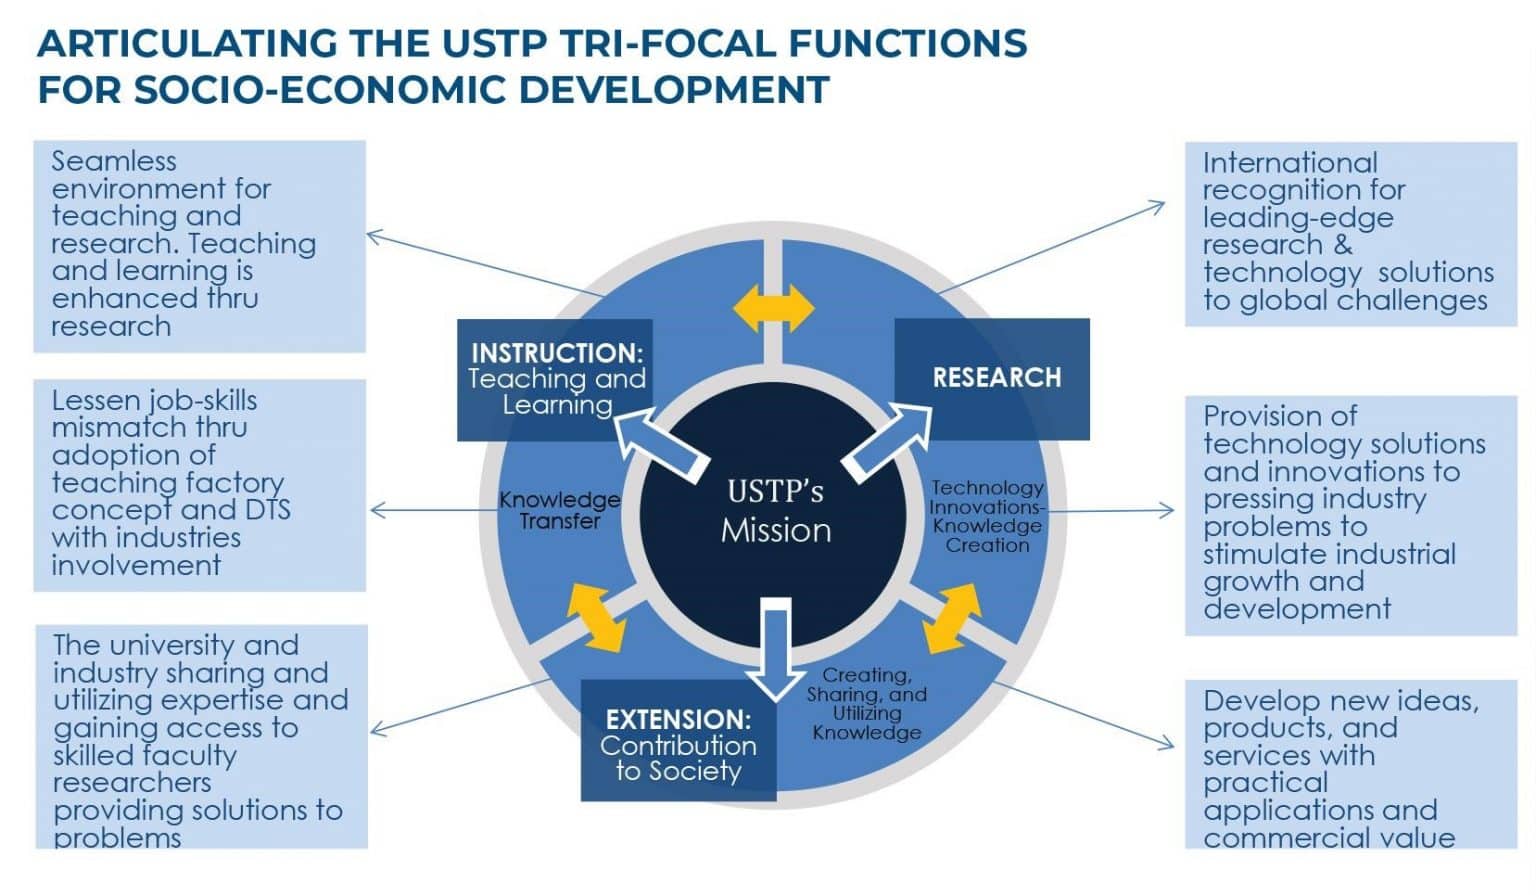 ARTICULATING THE USTP TRI-FOCAL FUNCTIONS
FOR SOCIO-ECONOMIC DEVELOPMENT
Seamless
environment for
teaching and
research. Teaching
and learning is
enhanced thru
research
Lessen job-skills
mismatch thru
adoption of
teaching factory
concept and DTS
with industries
involvement
The university and
industry sharing and
utilizing expertise and
gaining access to
skilled faculty
researchers
providing solutions to
problems
INSTRUCTION:
Teaching and
Learning
Knowledge
Transfer
USTP's
Mission
RESEARCH
Technology
Innovations-
Knowledge
Creation
EXTENSION:
Contribution
to Society
Creating,
Sharing, and
Utilizing
Knowledge
International
recognition for
leading-edge
research &
technology solutions
to global challenges
Provision of
technology solutions
and innovations to
pressing industry
problems to
stimulate industrial
growth and
development
Develop new ideas,
products, and
services with
practical
applications and
commercial value